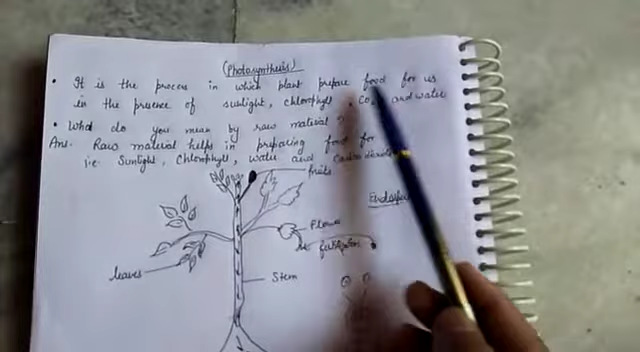 (Photosynthesis)
• It is the process in which plant prepare food for us
in the presence of sunlight, chlorophyll, CO₂ and water
• What do you mean by raw material ?
Ans. Raw material helps in preparing food for
i.e. Sunlight, Chlorophyll, water and Carbon
fruits
Flower
fertilization
leaves
Stem